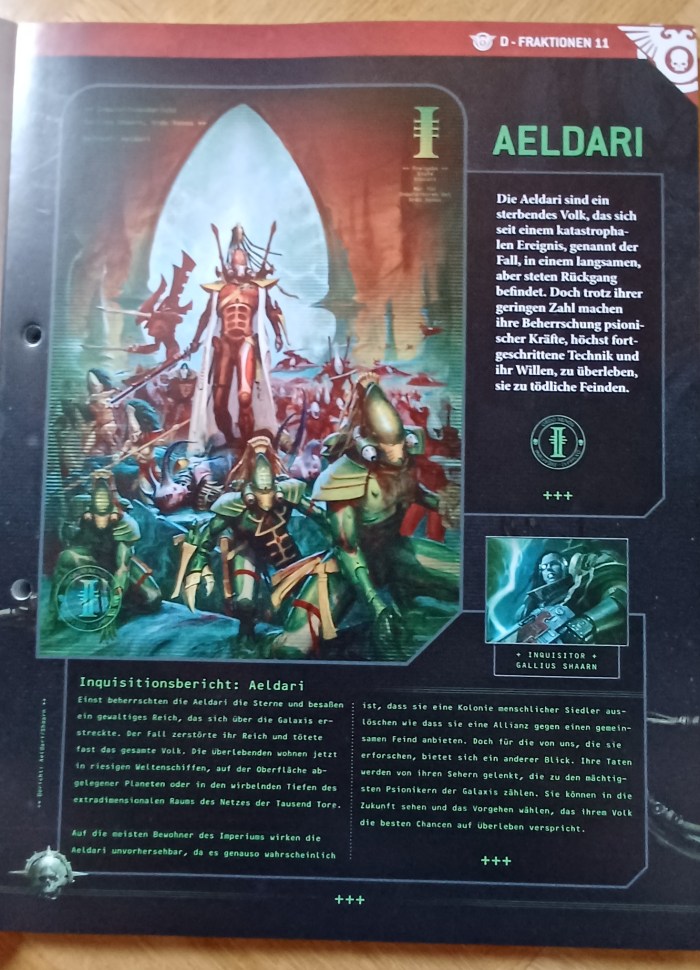 D - FRAKTIONEN 11
AELDARI
Die Aeldari sind ein
sterbendes Volk, das sich
seit einem katastropha-
len Ereignis, genannt der
Fall, in einem langsamen,
aber steten Rückgang
befindet. Doch trotz ihrer
geringen Zahl machen
ihre Beherrschung psioni-
scher Kräfte, höchst fort-
geschrittene Technik und
ihr Willen, zu überleben,
sie zu tödliche Feinden.
+++
+ INQUISITOR +
GALLIUS SHAARN
Inquisitionsbericht: Aeldari
Einst beherrschten die Aeldari die Sterne und besaßen
ein gewaltiges Reich, das sich über die Galaxis er-
streckte. Der Fall zerstörte ihr Reich und tötete
fast das gesamte Volk. Die Überlebenden wohnen jetzt
in riesigen Weltenschiffen, auf der Oberfläche ab-
gelegener Planeten oder in den wirbelnden Tiefen des
extradimensionalen Raums des Netzes der Tausend Tore.
Auf die meisten Bewohner des Imperiums wirken die
Aeldari unvorhersehbar, da es genauso wahrscheinlich
ist, dass sie eine Kolonie menschlicher Siedler aus-
löschen wie dass sie eine Allianz gegen einen gemein-
samen Feind anbieten. Doch für die von uns, die sie
erforschen, bietet sich ein anderer Blick. Ihre Taten
werden von ihren Sehern gelenkt, die zu den mächtig-
sten Psionikern der Galaxis zählen. Sie können in die
Zukunft sehen und das Vorgehen wählen, das ihrem Volk
die besten Chancen auf Überleben verspricht.
+++
+++